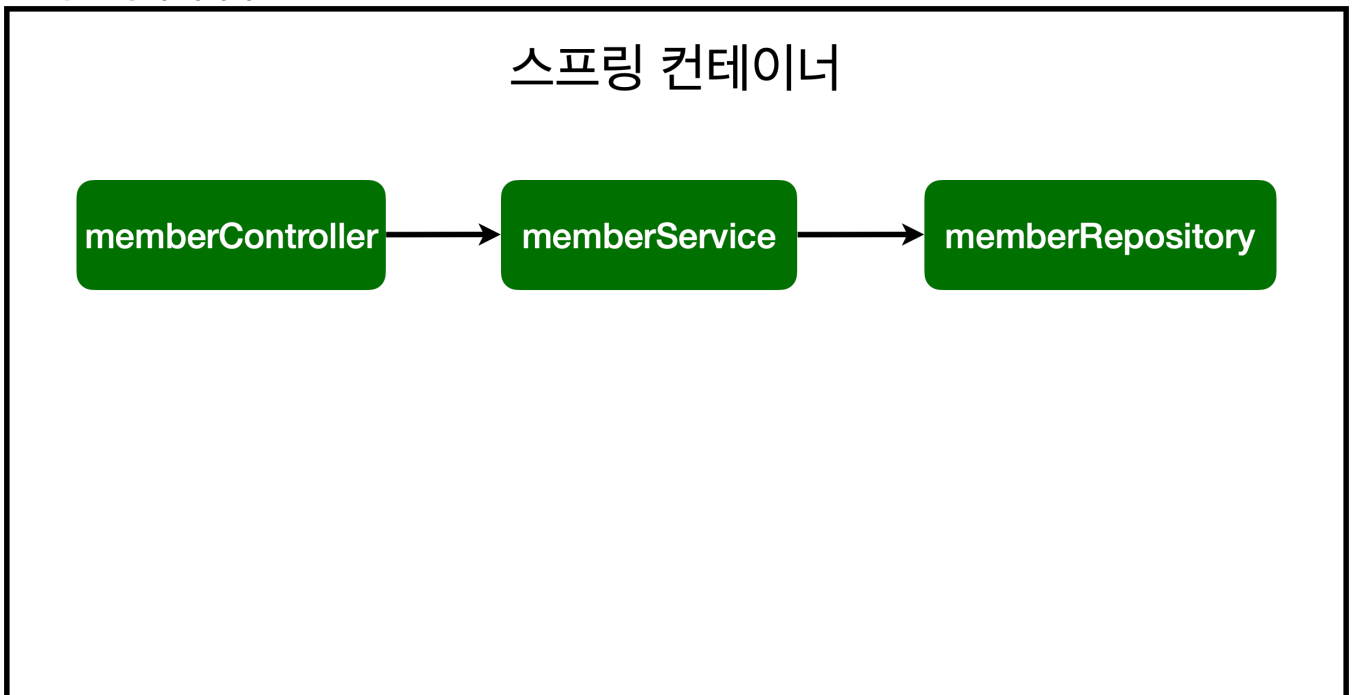 스프링 컨테이너
memberController
memberService
memberRepository